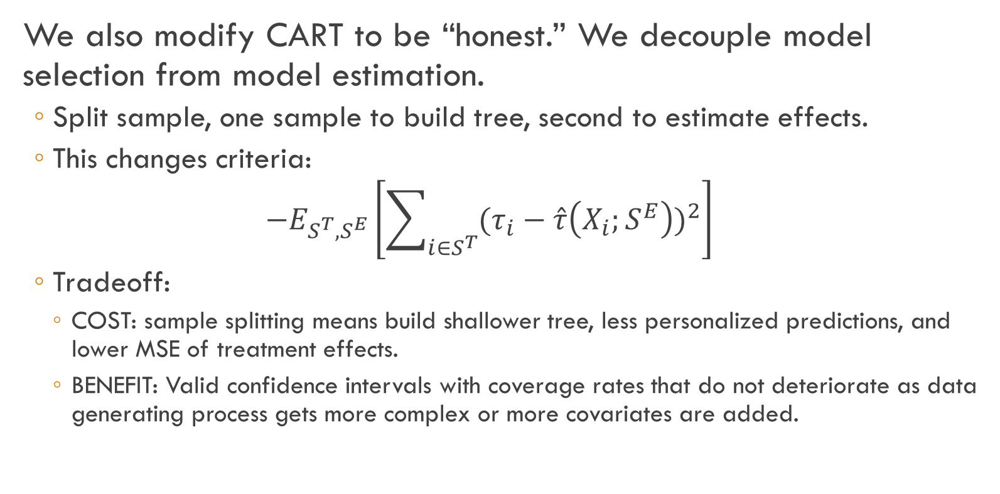 We also modify CART to be “honest.” We decouple model
selection from model estimation.
◦ Split sample, one sample to build tree, second to estimate effects.
◦ This changes criteria:
$-E_{S^T,S^E}\left[\sum_{i \in S^T}(\tau_i - \hat{\tau}(X_i; S^E))^2\right]$
◦ Tradeoff:
◦ COST: sample splitting means build shallower tree, less personalized predictions, and
lower MSE of treatment effects.
◦ BENEFIT: Valid confidence intervals with coverage rates that do not deteriorate as data
generating process gets more complex or more covariates are added.